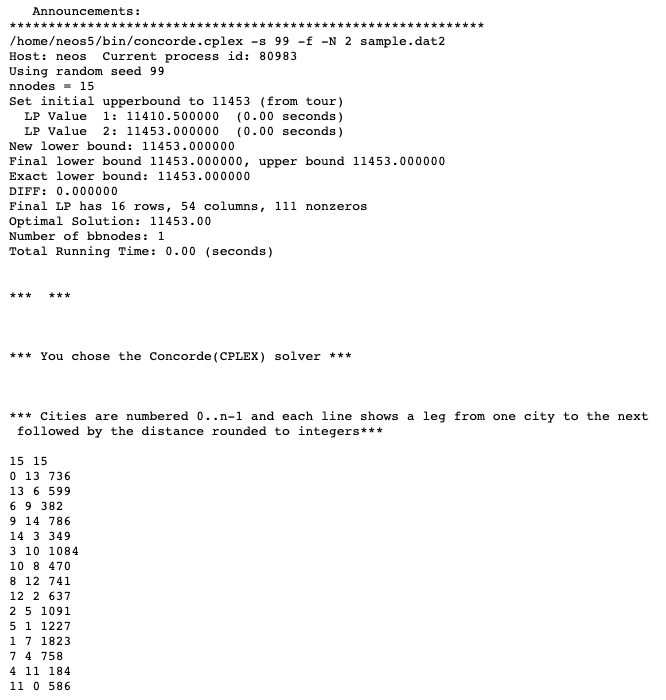 Announcements:
*************************************************************
/home/neos5/bin/concorde.cplex -s 99 -f -N 2 sample.dat2
Host: neos  Current process id: 80983
Using random seed 99
nnodes = 15
Set initial upperbound to 11453 (from tour)
  LP Value  1: 11410.500000  (0.00 seconds)
  LP Value  2: 11453.000000  (0.00 seconds)
New lower bound: 11453.000000
Final lower bound 11453.000000, upper bound 11453.000000
Exact lower bound: 11453.000000
DIFF: 0.000000
Final LP has 16 rows, 54 columns, 111 nonzeros
Optimal Solution: 11453.00
Number of bbnodes: 1
Total Running Time: 0.00 (seconds)
***  ***
*** You chose the Concorde(CPLEX) solver ***
*** Cities are numbered 0..n-1 and each line shows a leg from one city to the next
 followed by the distance rounded to integers***
15 15
0 13 736
13 6 599
6 9 382
9 14 786
14 3 349
3 10 1084
10 8 470
8 12 741
12 2 637
2 5 1091
5 1 1227
1 7 1823
7 4 758
4 11 184
11 0 586